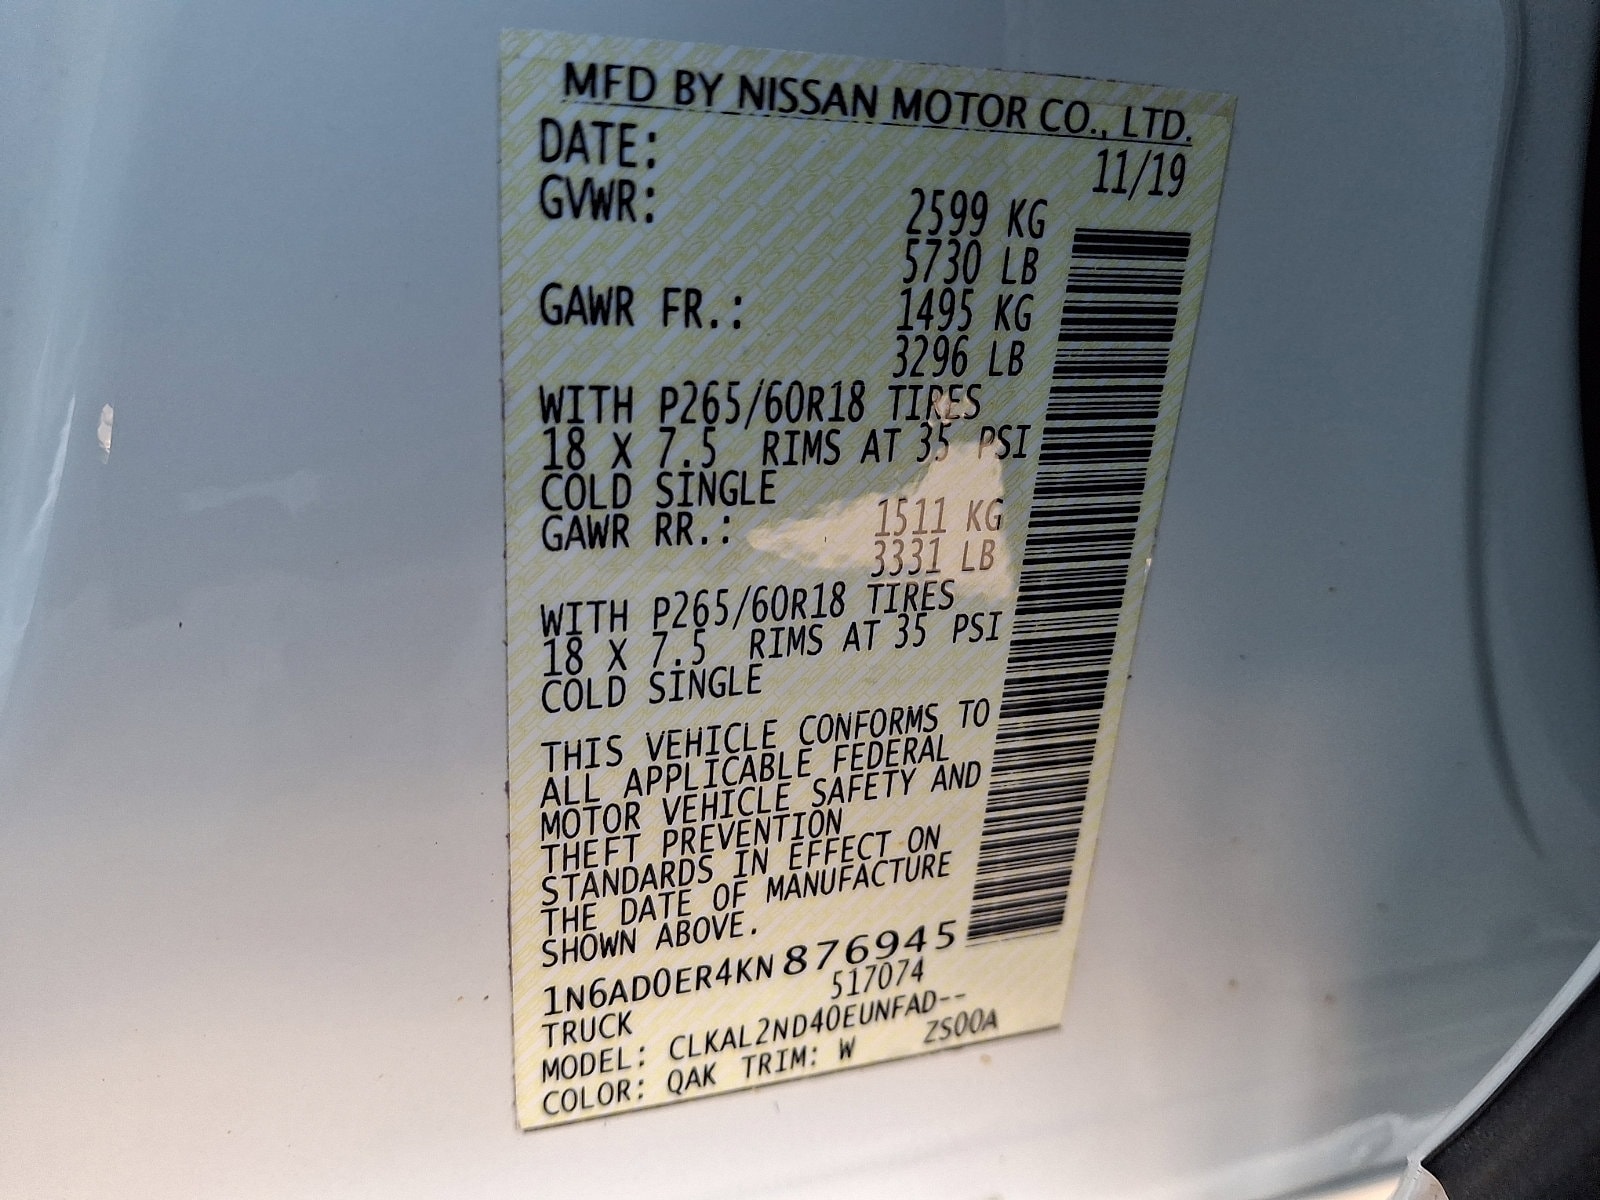 MFD BY NISSAN MOTOR CO., LTD.
DATE: 11/19
GVWR: 2599 KG
5730 LB
GAWR FR.: 1495 KG
3296 LB
WITH P265/60R18 TIRES
18 X 7.5 RIMS AT 35 PSI
COLD SINGLE
GAWR RR.: 1511 KG
3331 LB
WITH P265/60R18 TIRES
18 X 7.5 RIMS AT 35 PSI
COLD SINGLE
THIS VEHICLE CONFORMS TO
ALL APPLICABLE FEDERAL
MOTOR VEHICLE SAFETY AND
THEFT PREVENTION
STANDARDS IN EFFECT ON
THE DATE OF MANUFACTURE
SHOWN ABOVE.
1N6AD0ER4KN876945
TRUCK 517074
MODEL: CLKAL2ND40EUNFAD--
COLOR: QAK TRIM: W ZS00A